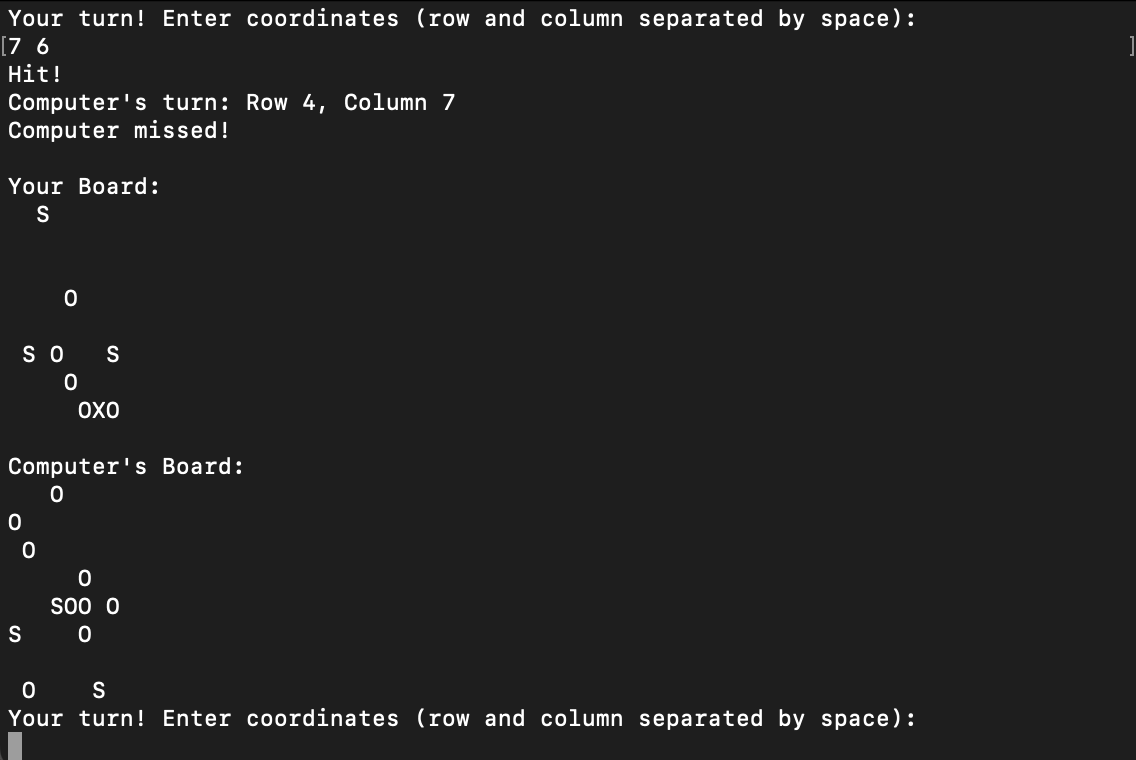 Your turn! Enter coordinates (row and column separated by space):
[7 6 ]
Hit!
Computer's turn: Row 4, Column 7
Computer missed!

Your Board:
  S


    O

 S O   S
    O
     OXO

Computer's Board:
   O
O
 O
     O
   SOO O
S    O

 O    S
Your turn! Enter coordinates (row and column separated by space):